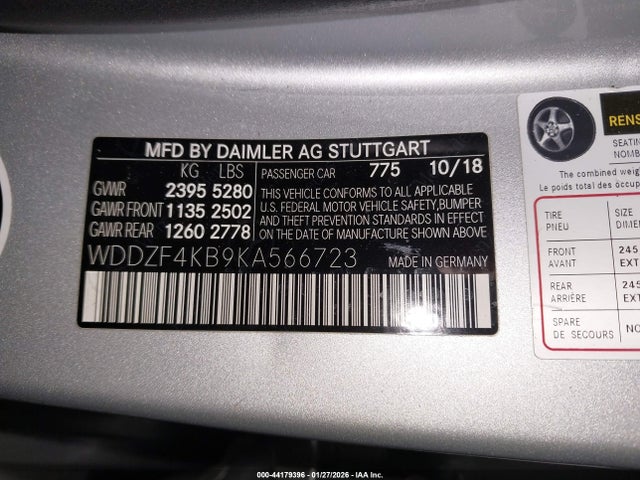 MFD BY DAIMLER AG STUTTGART
KG LBS PASSENGER CAR 775 10/18
GVWR 2395 5280
GAWR FRONT 1135 2502
GAWR REAR 1260 2778
THIS VEHICLE CONFORMS TO ALL APPLICABLE
U.S. FEDERAL MOTOR VEHICLE SAFETY,BUMPER
AND THEFT PREVENTION STANDARDS IN EFFECT
ON THE DATE OF MANUFACTURE SHOWN ABOVE
WDDZF4KB9KA566723 MADE IN GERMANY
RENS
SEATIN
NOMB
The combined weig
Le poids total des occup
TIRE SIZE
PNEU DIME
FRONT 245
AVANT EXT
REAR 245
ARRIÈRE EXT
SPARE NO
DE SECOURS
000-44179396 - 01/27/2026 - IAA Inc.